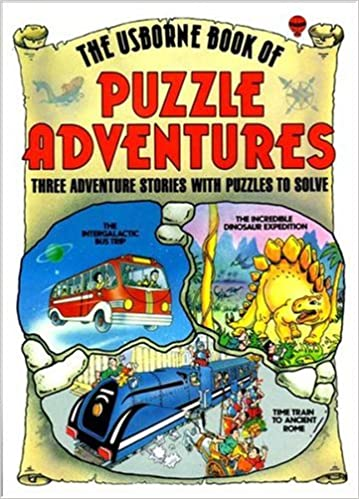 THE USBORNE BOOK OF
PUZZLE
ADVENTURES
THREE ADVENTURE STORIES WITH PUZZLES TO SOLVE
THE
INTERGALACTIC
BUS TRIP
THE INCREDIBLE
DINOSAUR EXPEDITION
TIME TRAIN
TO ANCIENT
ROME